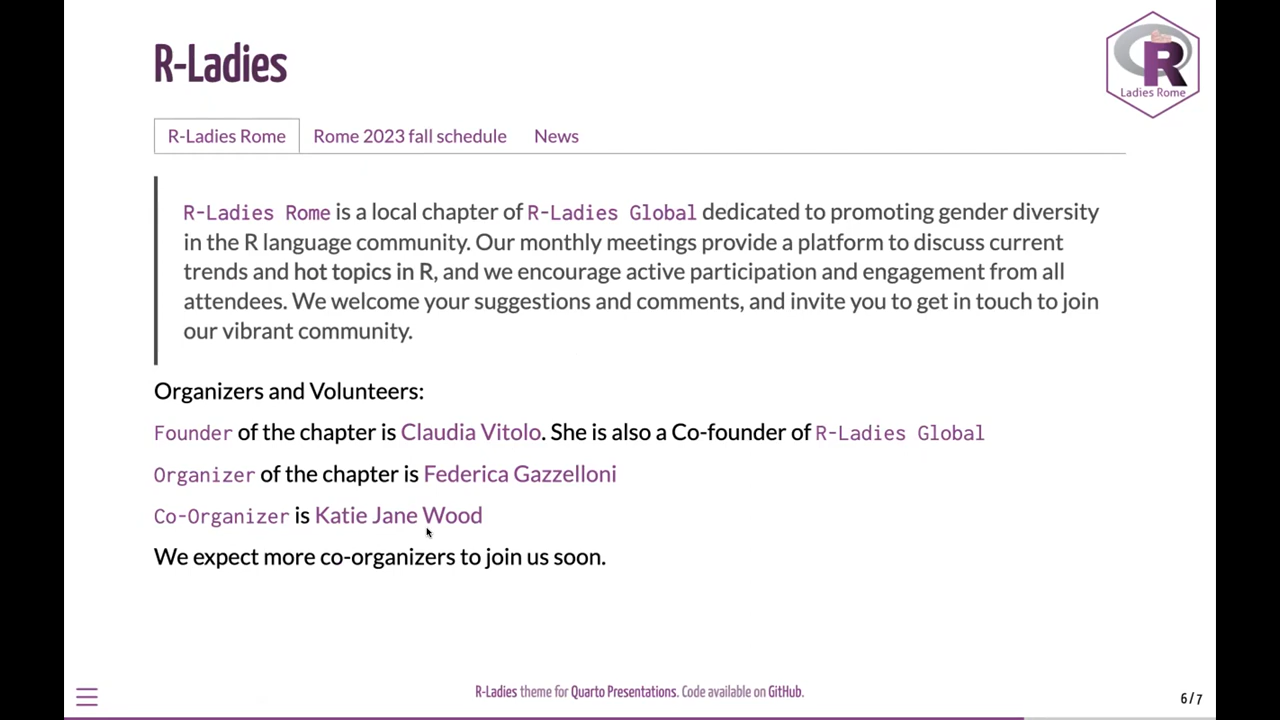 R-Ladies
R
Ladies Rome
R-Ladies Rome Rome 2023 fall schedule News
R-Ladies Rome is a local chapter of R-Ladies Global dedicated to promoting gender diversity
in the R language community. Our monthly meetings provide a platform to discuss current
trends and hot topics in R, and we encourage active participation and engagement from all
attendees. We welcome your suggestions and comments, and invite you to get in touch to join
our vibrant community.
Organizers and Volunteers:
Founder of the chapter is Claudia Vitolo. She is also a Co-founder of R-Ladies Global
Organizer of the chapter is Federica Gazzelloni
Co-Organizer is Katie Jane Wood
We expect more co-organizers to join us soon.
R-Ladies theme for Quarto Presentations. Code available on GitHub.
6 / 7